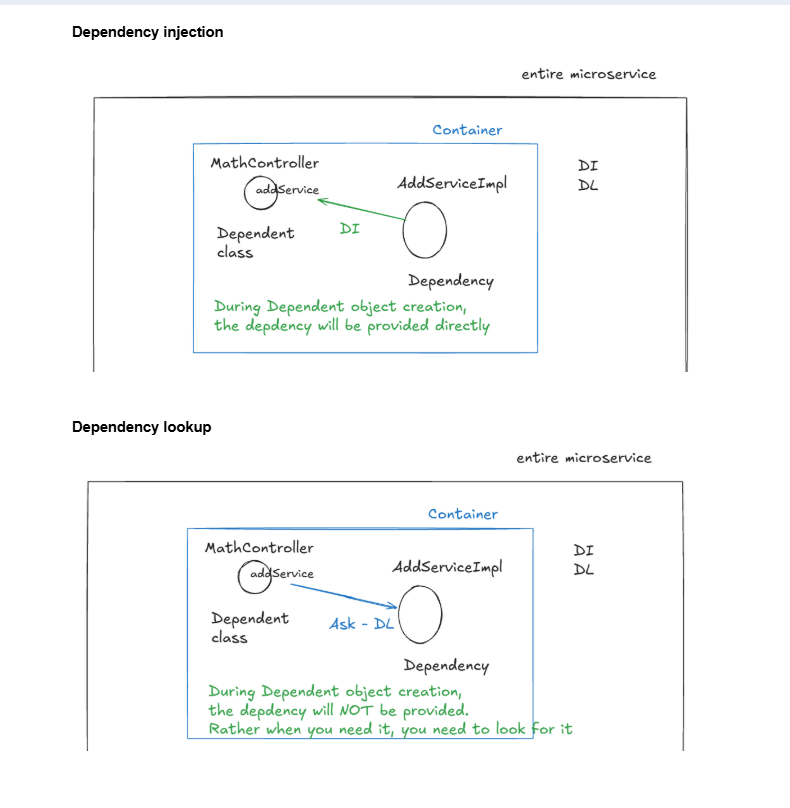 Dependency injection
entire microservice
Container
MathController
DI
addService
AddServiceImpl
DL
Dependent
class
DI
Dependency
During Dependent object creation,
the depdency will be provided directly
Dependency lookup
entire microservice
Container
MathController
DI
addService
AddServiceImpl
DL
Dependent
class
Ask - DL
Dependency
During Dependent object creation,
the depdency will NOT be provided.
Rather when you need it, you need to look for it